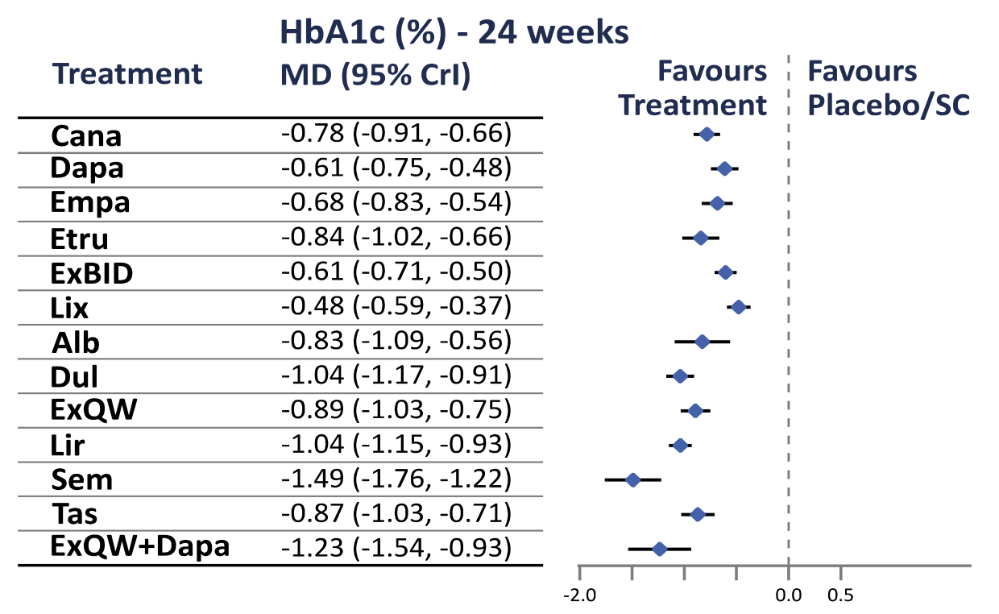 HbA1c (%) - 24 weeks
Treatment MD (95% CrI) Favours Treatment Favours Placebo/SC
Cana -0.78 (-0.91, -0.66)
Dapa -0.61 (-0.75, -0.48)
Empa -0.68 (-0.83, -0.54)
Etru -0.84 (-1.02, -0.66)
ExBID -0.61 (-0.71, -0.50)
Lix -0.48 (-0.59, -0.37)
Alb -0.83 (-1.09, -0.56)
Dul -1.04 (-1.17, -0.91)
ExQW -0.89 (-1.03, -0.75)
Lir -1.04 (-1.15, -0.93)
Sem -1.49 (-1.76, -1.22)
Tas -0.87 (-1.03, -0.71)
ExQW+Dapa -1.23 (-1.54, -0.93)
-2.0 0.0 0.5